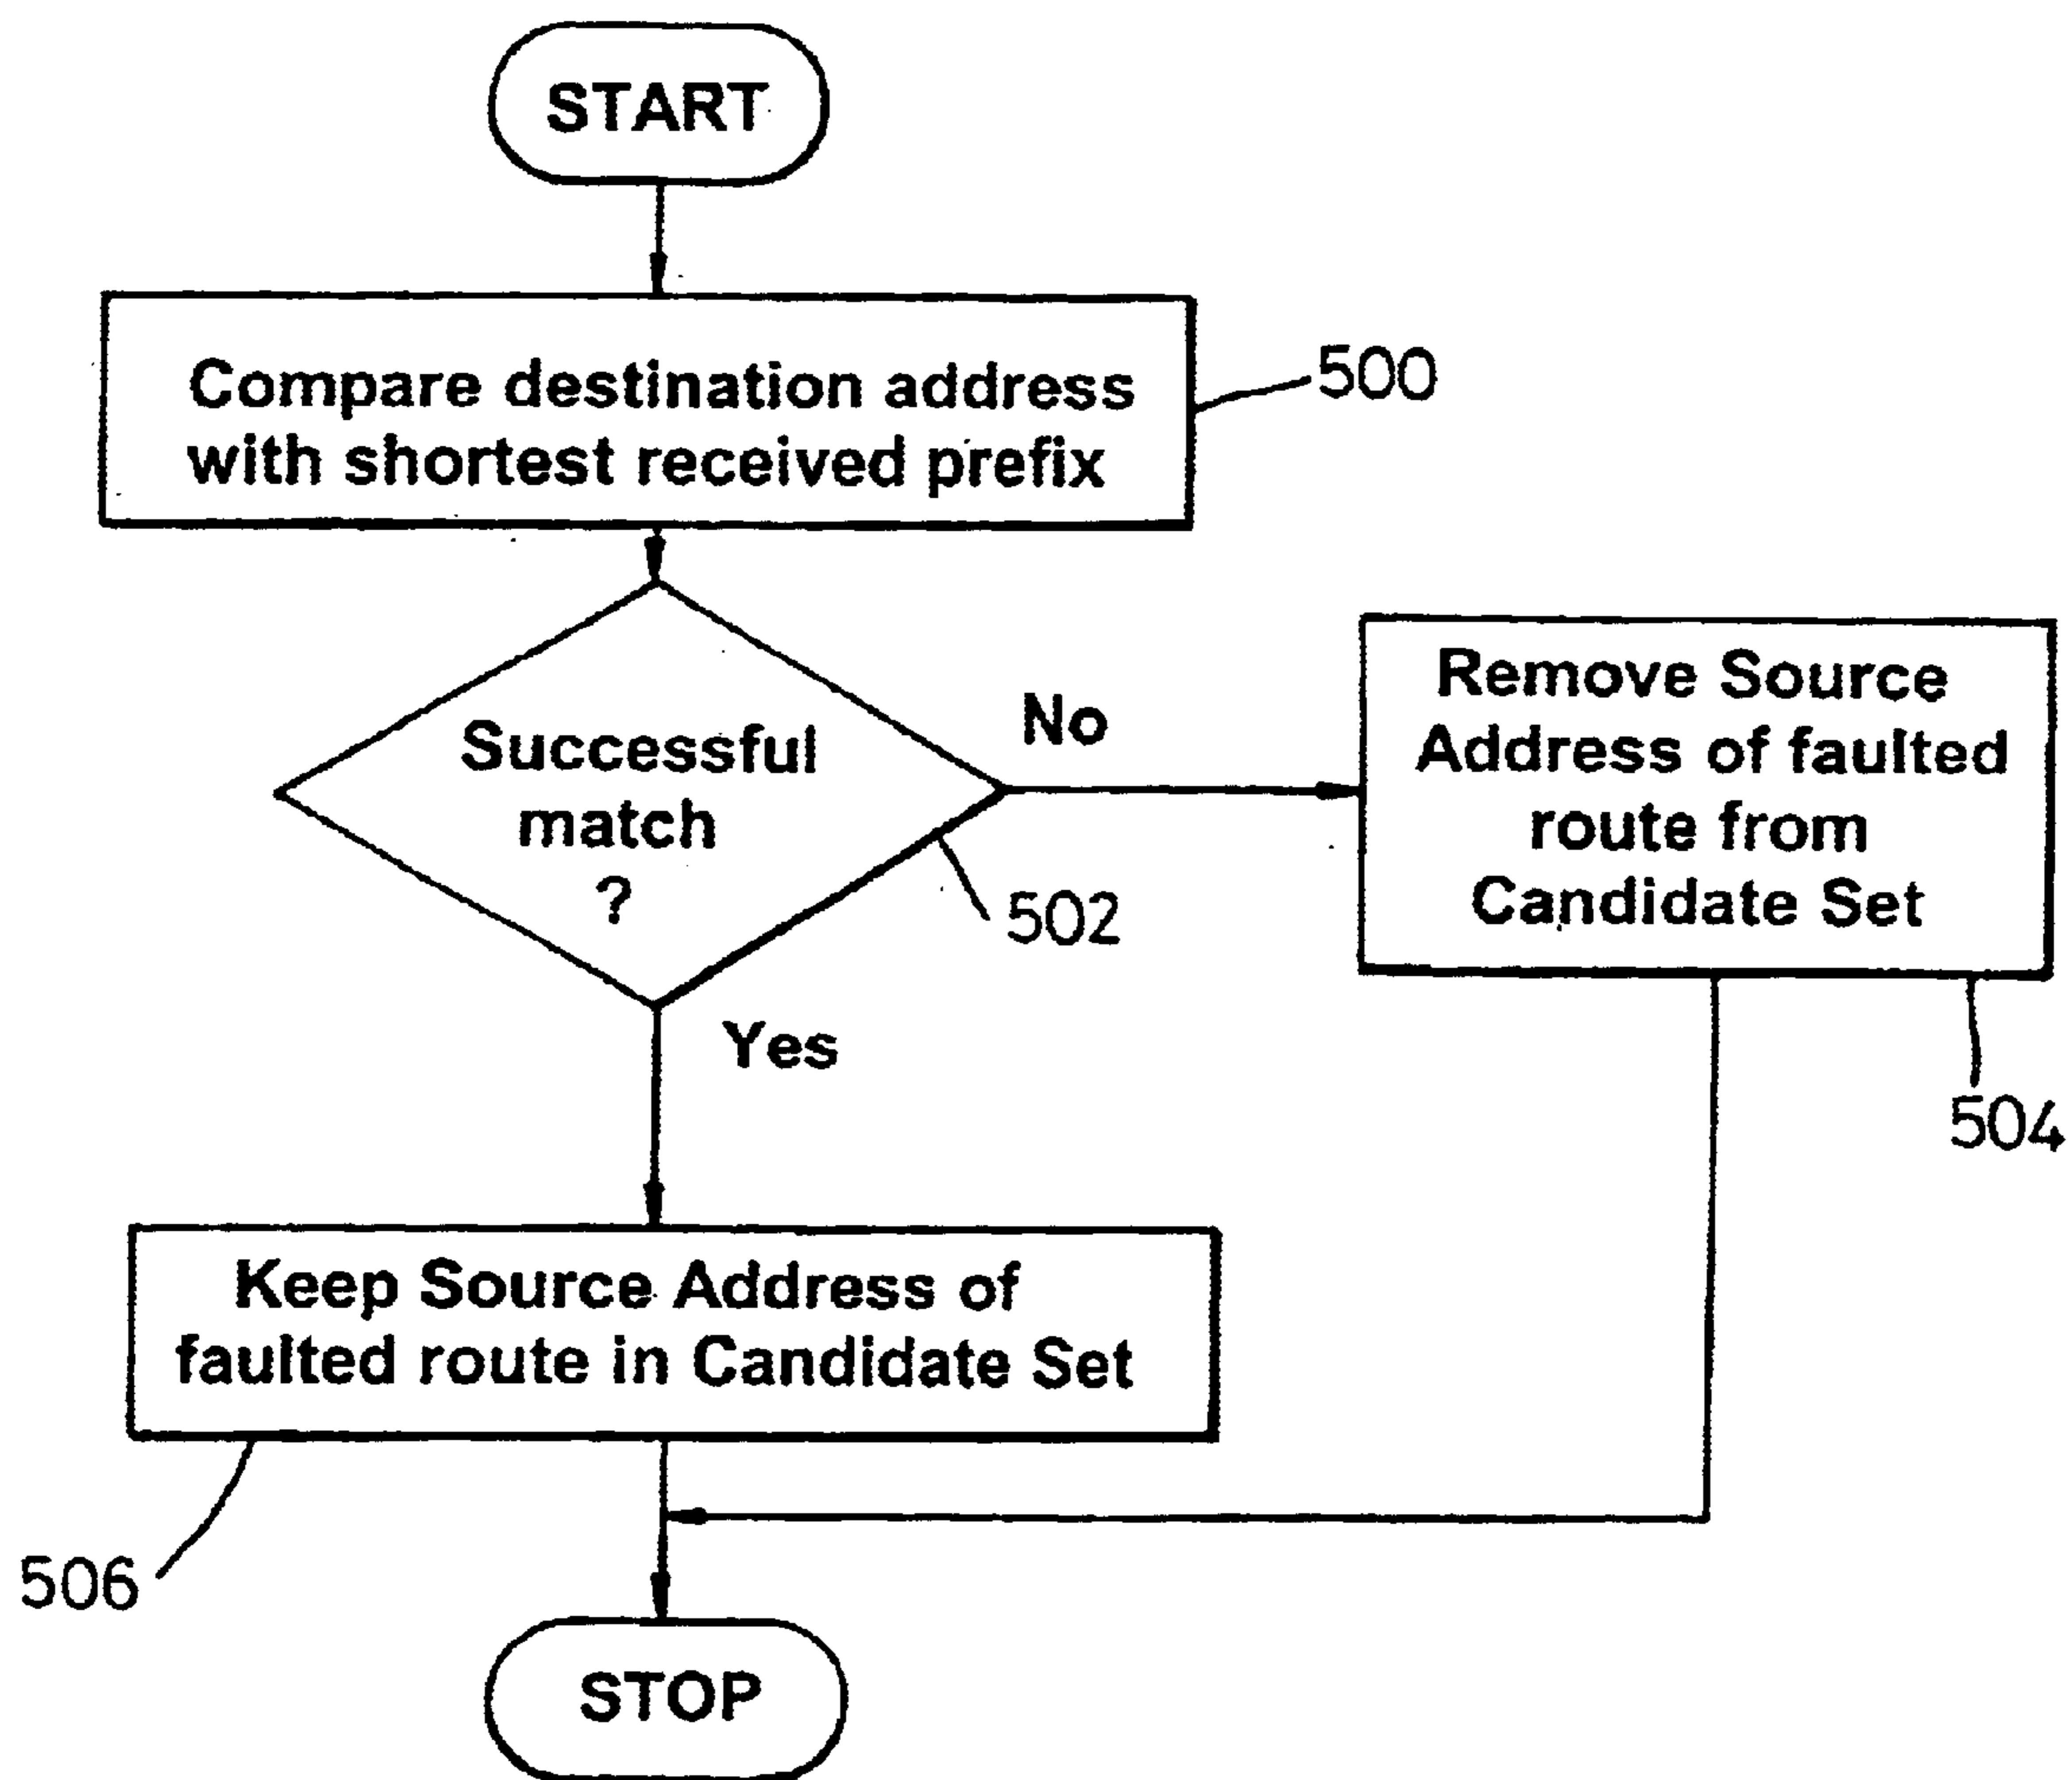 START
Compare destination address
with shortest received prefix
500
Successful
match
?
No
502
Remove Source
Address of faulted
route from
Candidate Set
504
Yes
Keep Source Address of
faulted route in Candidate Set
506
STOP